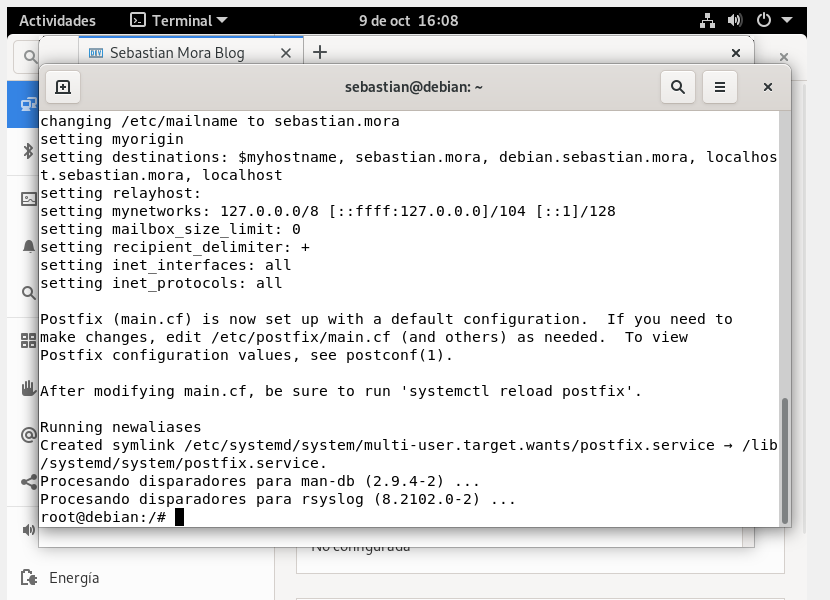 Actividades
Terminal
9 de oct 16:08
Sebastian Mora Blog
sebastian@debian: ~
changing /etc/mailname to sebastian.mora
setting myorigin
setting destinations: $myhostname, sebastian.mora, debian.sebastian.mora, localhos
t.sebastian.mora, localhost
setting relayhost:
setting mynetworks: 127.0.0.0/8 [::ffff:127.0.0.0]/104 [::1]/128
setting mailbox_size_limit: 0
setting recipient_delimiter: +
setting inet_interfaces: all
setting inet_protocols: all
Postfix (main.cf) is now set up with a default configuration.  If you need to
make changes, edit /etc/postfix/main.cf (and others) as needed.  To view
Postfix configuration values, see postconf(1).
After modifying main.cf, be sure to run 'systemctl reload postfix'.
Running newaliases
Created symlink /etc/systemd/system/multi-user.target.wants/postfix.service → /lib
/systemd/system/postfix.service.
Procesando disparadores para man-db (2.9.4-2) ...
Procesando disparadores para rsyslog (8.2102.0-2) ...
root@debian:/#
No configurada
Energía